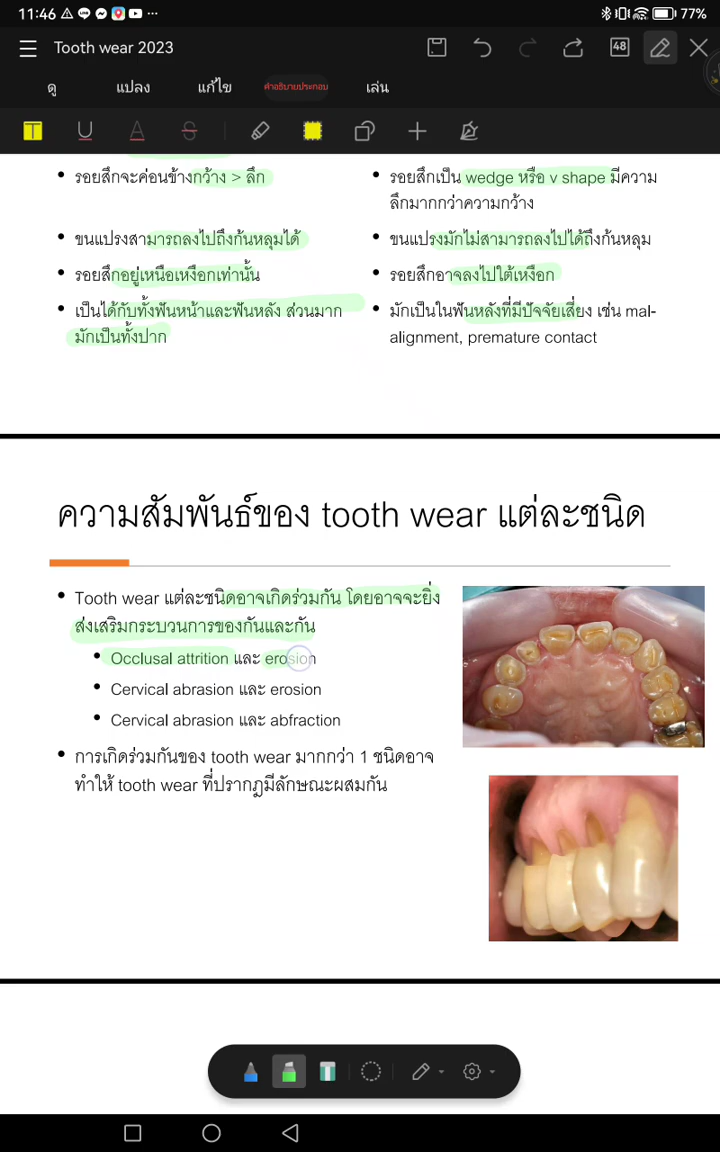 11:46
77%
Tooth wear 2023
48
ดู แปลง แก้ไข คำอธิบายประกอบ เล่น
T U A S
• รอยสึกจะค่อนข้างกว้าง > ลึก
• ขนแปรงสามารถลงไปถึงก้นหลุมได้
• รอยสึกอยู่เหนือเหงือกเท่านั้น
• เป็นได้กับทั้งฟันหน้าและฟันหลัง ส่วนมาก
มักเป็นทั้งปาก
• รอยสึกเป็น wedge หรือ v shape มีความ
ลึกมากกว่าความกว้าง
• ขนแปรงมักไม่สามารถลงไปได้ถึงก้นหลุม
• รอยสึกอาจลงไปใต้เหงือก
• มักเป็นในฟันหลังที่มีปัจจัยเสี่ยง เช่น mal-
alignment, premature contact
ความสัมพันธ์ของ tooth wear แต่ละชนิด
• Tooth wear แต่ละชนิดอาจเกิดร่วมกัน โดยอาจจะยิ่ง
ส่งเสริมกระบวนการของกันและกัน
• Occlusal attrition และ erosion
• Cervical abrasion และ erosion
• Cervical abrasion และ abfraction
• การเกิดร่วมกันของ tooth wear มากกว่า 1 ชนิดอาจ
ทำให้ tooth wear ที่ปรากฏมีลักษณะผสมกัน